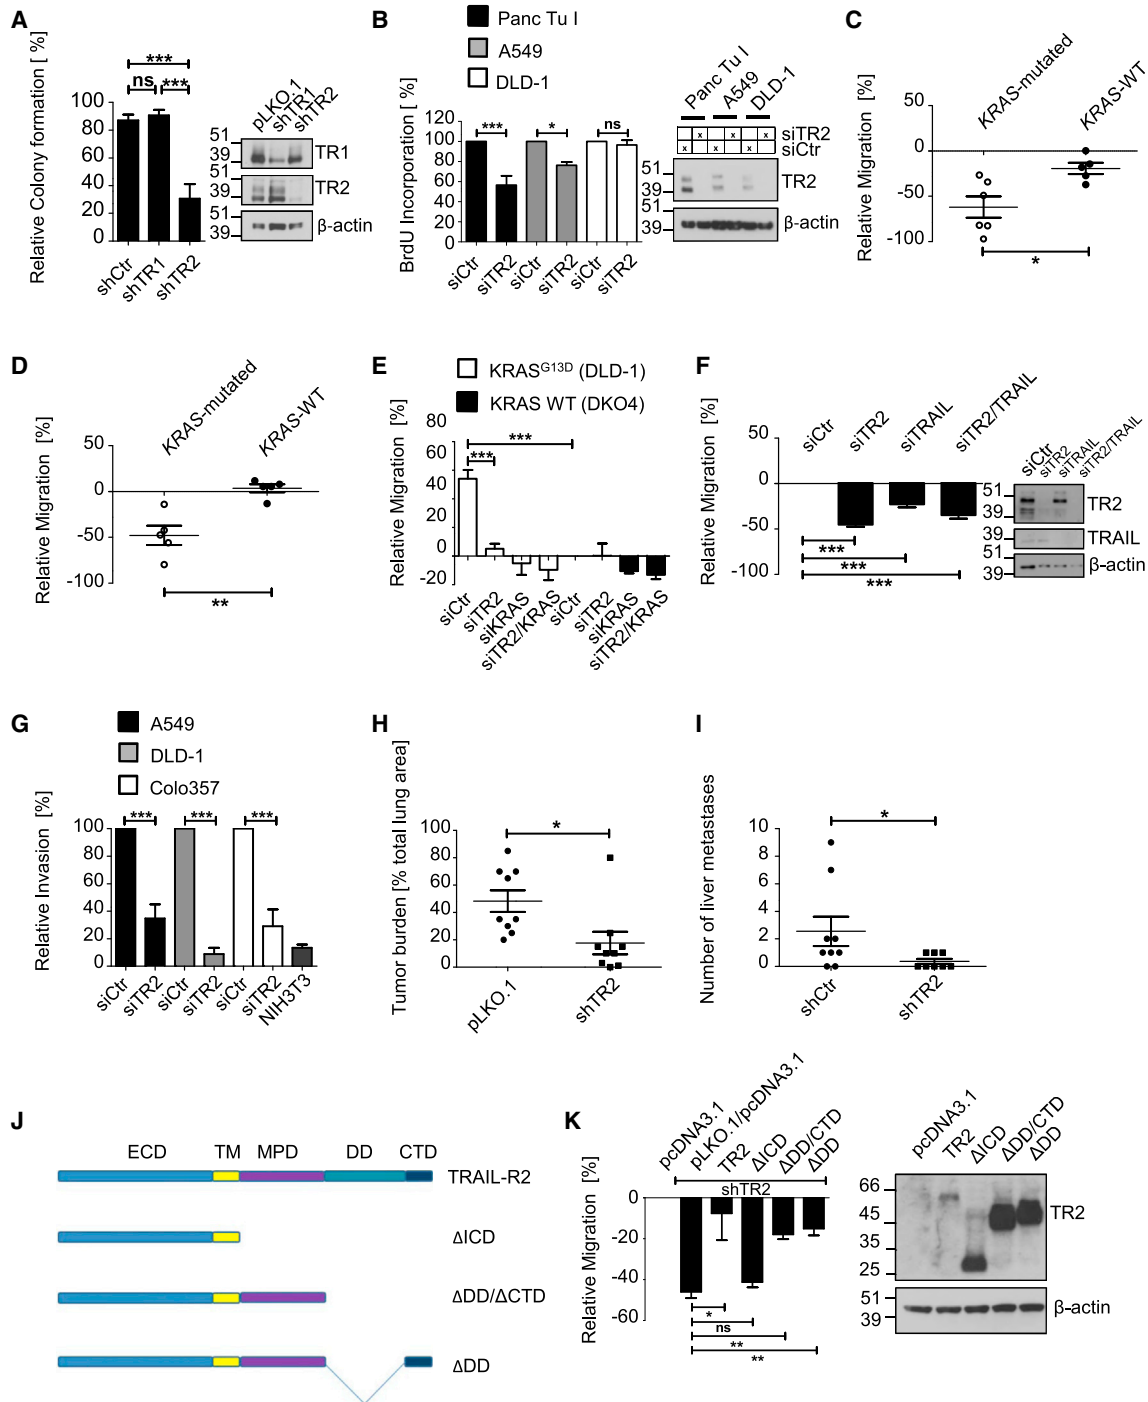 A
Relative Colony formation [ %]
***
ns
***
100
80
60
40
20
0
shCtr
shTR1
shTR2
pLKO.1
shTR1
shTR2
51
39
TR1
51
39
TR2
51
39
β-actin
B
Panc Tu I
A549
DLD-1
BrdU Incorporation [ %]
120
100
80
60
40
20
0
***
*
ns
siCtr
siTR2
siCtr
siTR2
siCtr
siTR2
Panc Tu I
A549
DLD-1
x x x siTR2
x x x siCtr
51
39
TR2
51
39
β-actin
C
KRAS-mutated
KRAS-WT
Relative Migration [%]
50
0
-50
-100
*
D
KRAS-mutated
KRAS-WT
Relative Migration [%]
50
0
-50
-100
**
E
KRASG13D (DLD-1)
KRAS WT (DKO4)
Relative Migration [%]
80
60
40
20
0
-20
***
***
siCtr
siTR2
siKRAS
siTR2/KRAS
siCtr
siTR2
siKRAS
siTR2/KRAS
F
siCtr
siTR2
siTRAIL
siTR2/TRAIL
Relative Migration [%]
50
0
-50
-100
***
***
***
siCtr
siTR2
siTRAIL
siTR2/TRAIL
51
39
TR2
TRAIL
51
39
β-actin
G
A549
DLD-1
Colo357
Relative Invasion [%]
100
80
60
40
20
0
***
***
***
siCtr
siTR2
siCtr
siTR2
siCtr
siTR2
NIH3T3
H
Tumor burden [% total lung area]
100
80
60
40
20
0
*
pLKO.1
shTR2
I
Number of liver metastases
10
8
6
4
2
0
*
shCtr
shTR2
J
ECD TM MPD DD CTD
TRAIL-R2
ΔICD
ΔDD/ΔCTD
ΔDD
K
pcDNA3.1
pLKO.1/pcDNA3.1
TR2
ΔICD
ΔDD/CTD
ΔDD
shTR2
Relative Migration [%]
0
-20
-40
-60
*
ns
**
**
pcDNA3.1
TR2
ΔICD
ΔDD/CTD
ΔDD
66
45
35
25
TR2
51
39
β-actin